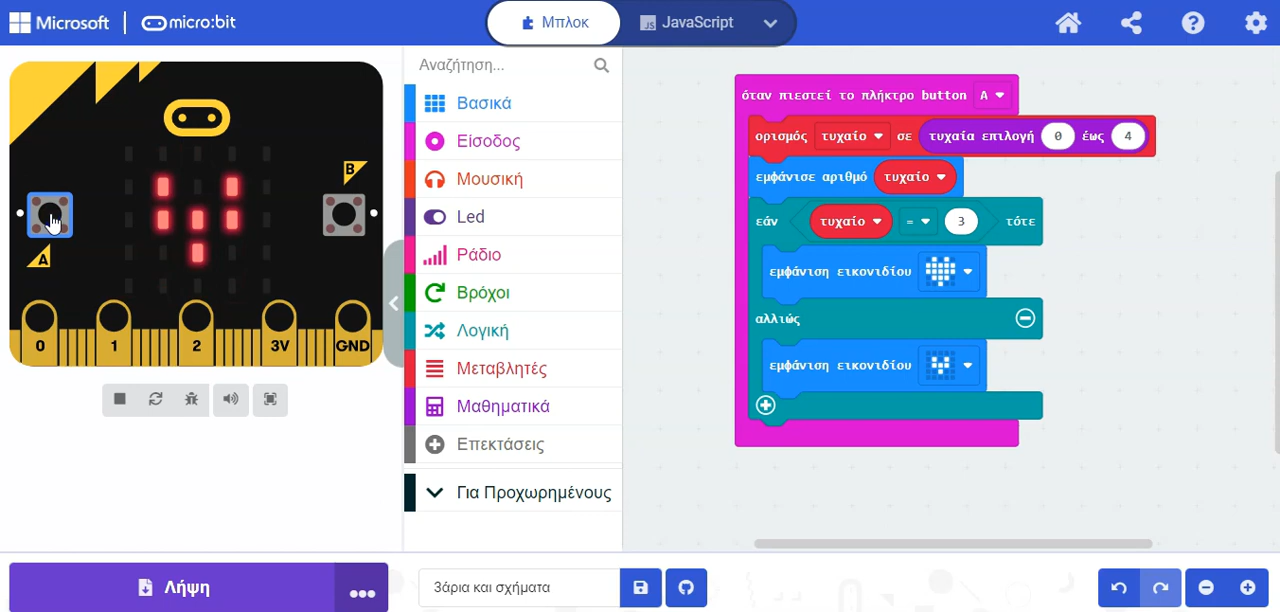 Microsoft micro:bit Μπλοκ JavaScript
Αναζήτηση...
B
A
0 1 2 3V GND
Βασικά
Είσοδος
Μουσική
Led
Ράδιο
Βρόχοι
Λογική
Μεταβλητές
Μαθηματικά
Επεκτάσεις
Για Προχωρημένους
όταν πιεστεί το πλήκτρο button A
ορισμός τυχαίο σε τυχαία επιλογή 0 έως 4
εμφάνισε αριθμό τυχαίο
εάν τυχαίο = 3 τότε
εμφάνιση εικονιδίου
αλλιώς
εμφάνιση εικονιδίου
Λήψη
3άρια και σχήματα